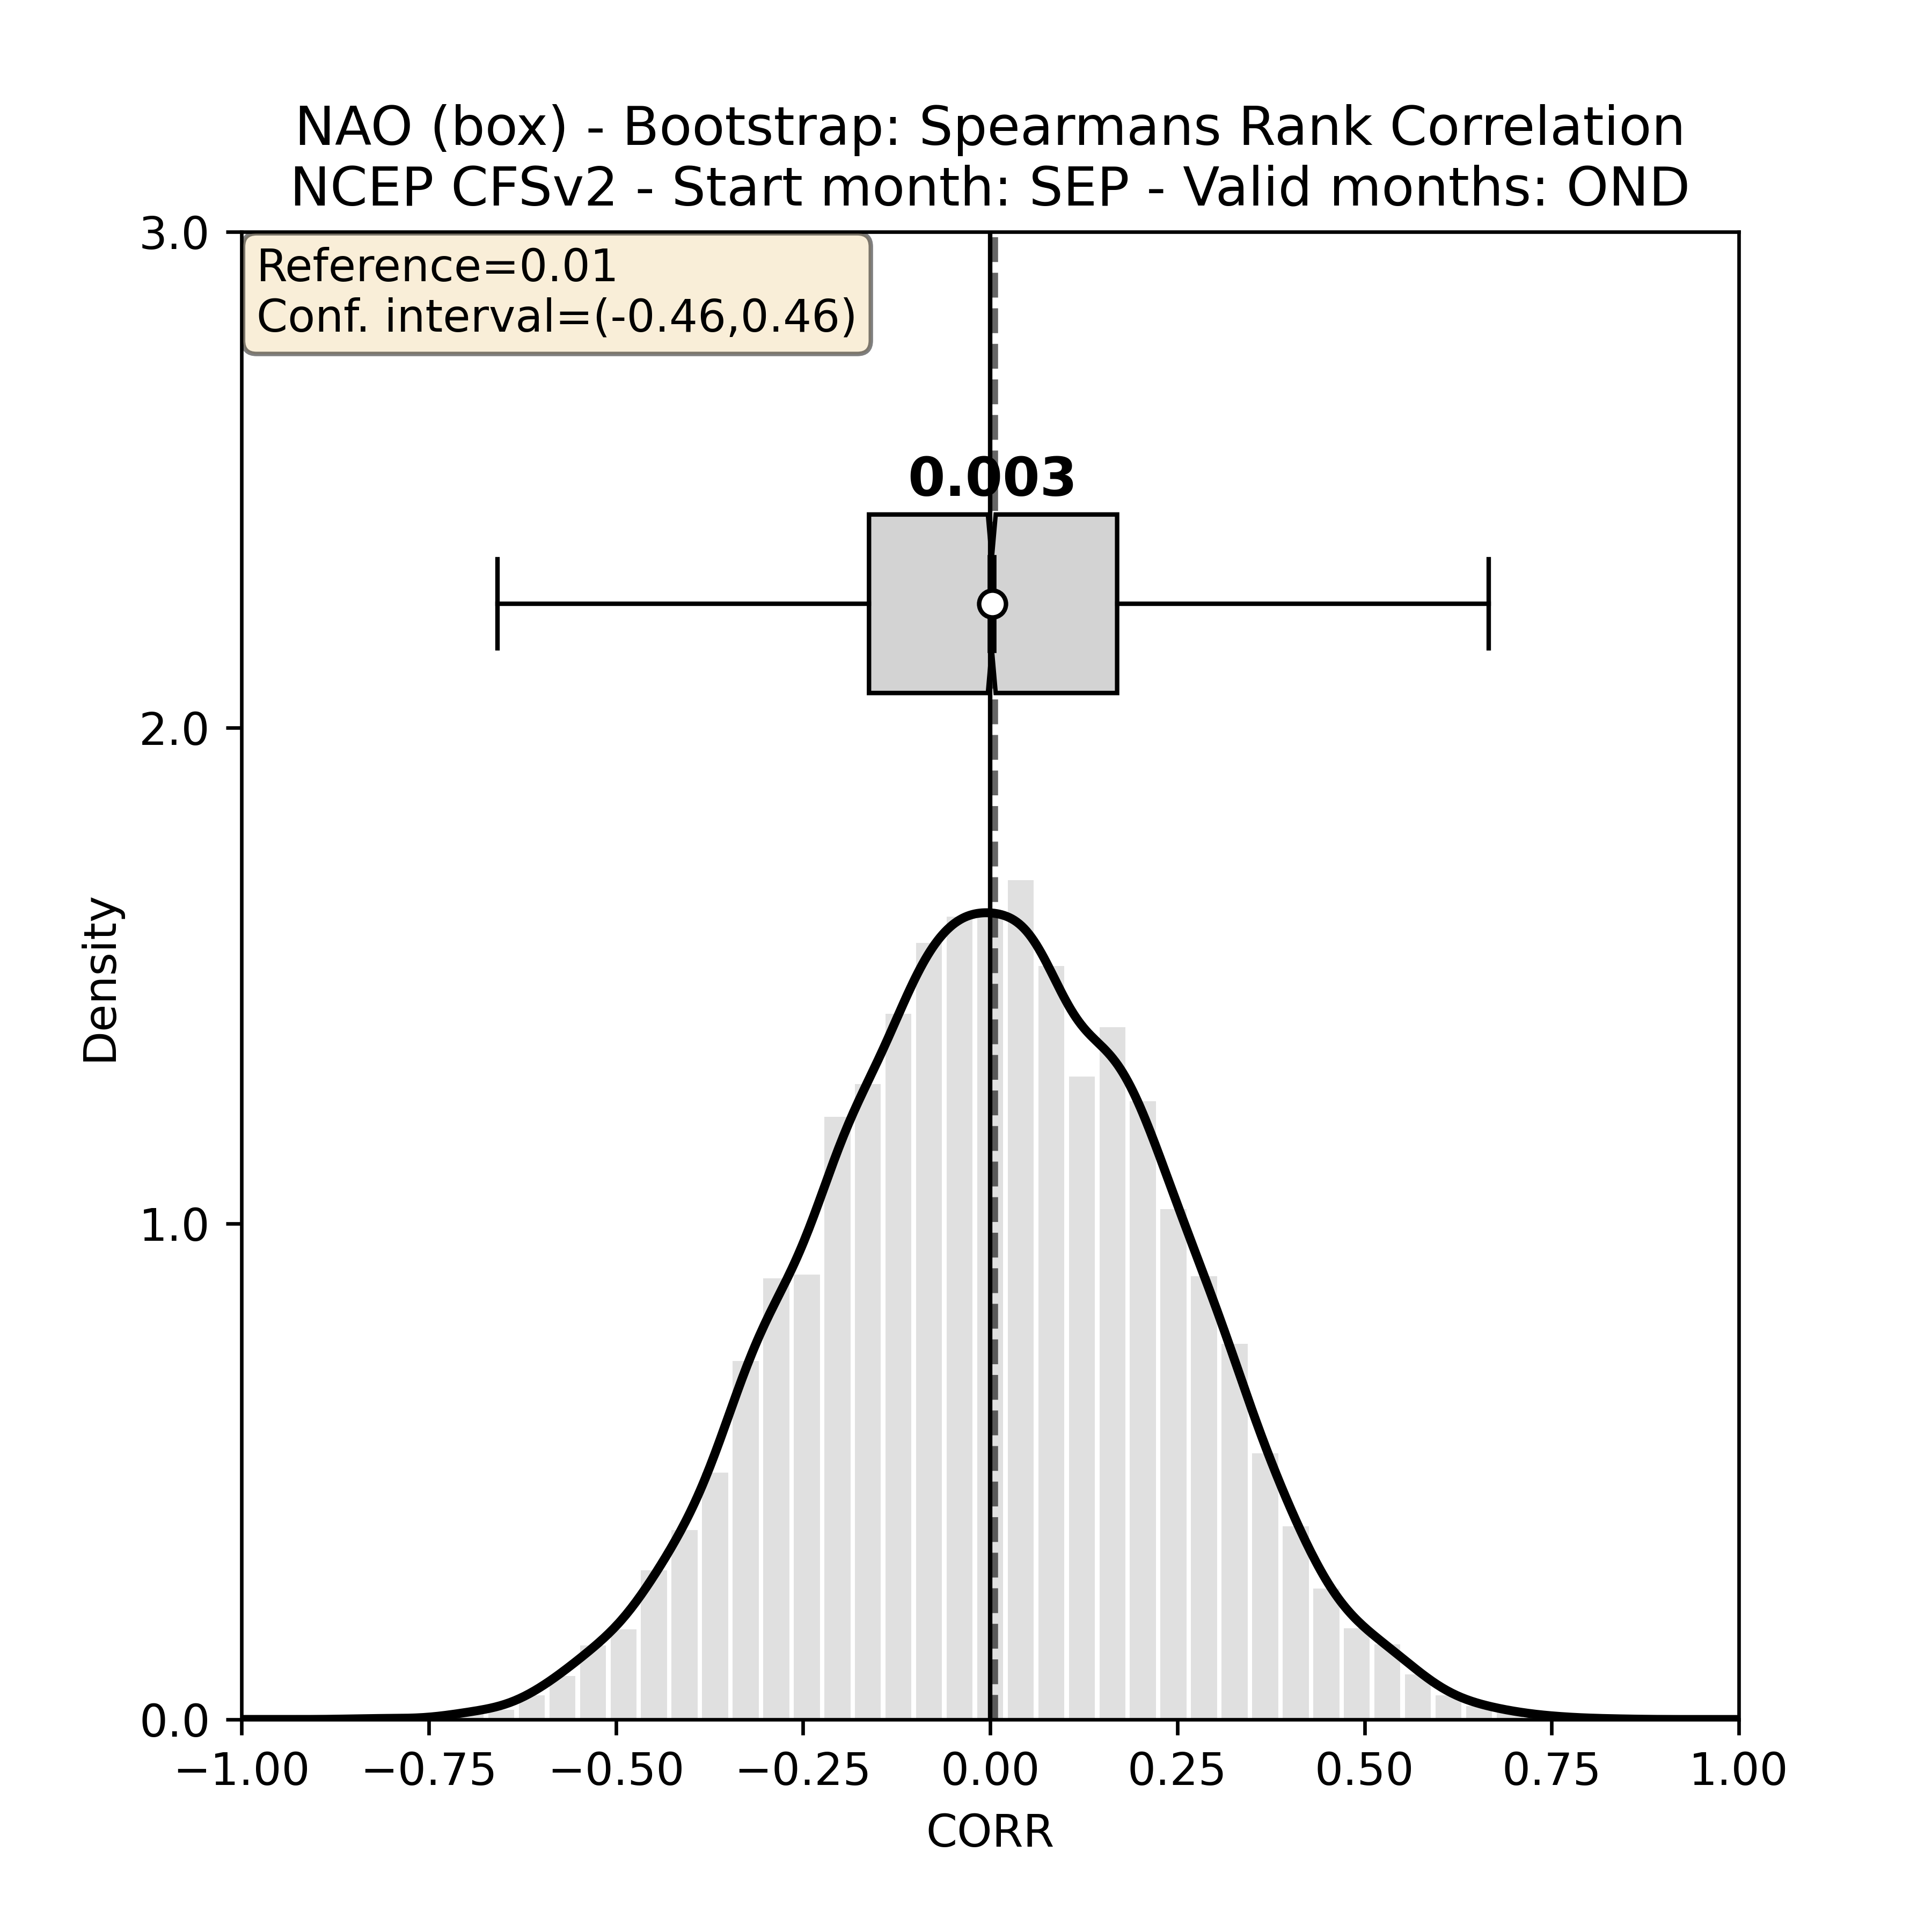 NAO (box) - Bootstrap: Spearmans Rank Correlation
NCEP CFSv2 - Start month: SEP - Valid months: OND
3.0
Reference=0.01
Conf. interval=(-0.46,0.46)
0.003
2.0
Density
1.0
0.0
−1.00 −0.75 −0.50 −0.25 0.00 0.25 0.50 0.75 1.00
CORR